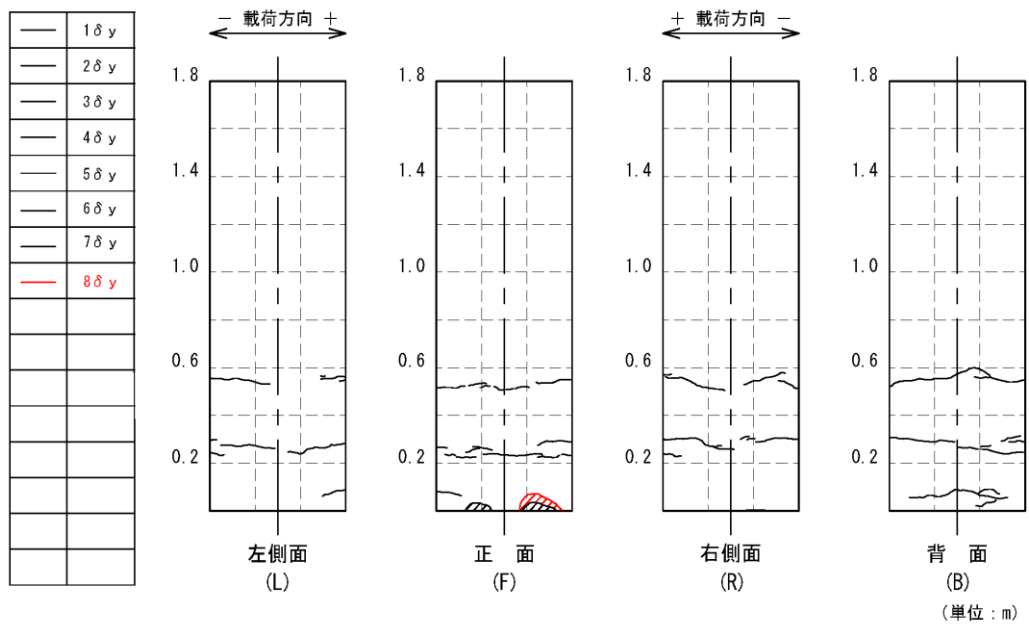 1δy
2δy
3δy
4δy
5δy
6δy
7δy
8δy
− 載荷方向 +
1.8
1.4
1.0
0.6
0.2
左側面
(L)
1.8
1.4
1.0
0.6
0.2
正 面
(F)
+ 載荷方向 −
1.8
1.4
1.0
0.6
0.2
右側面
(R)
1.8
1.4
1.0
0.6
0.2
背 面
(B)
(単位:m)